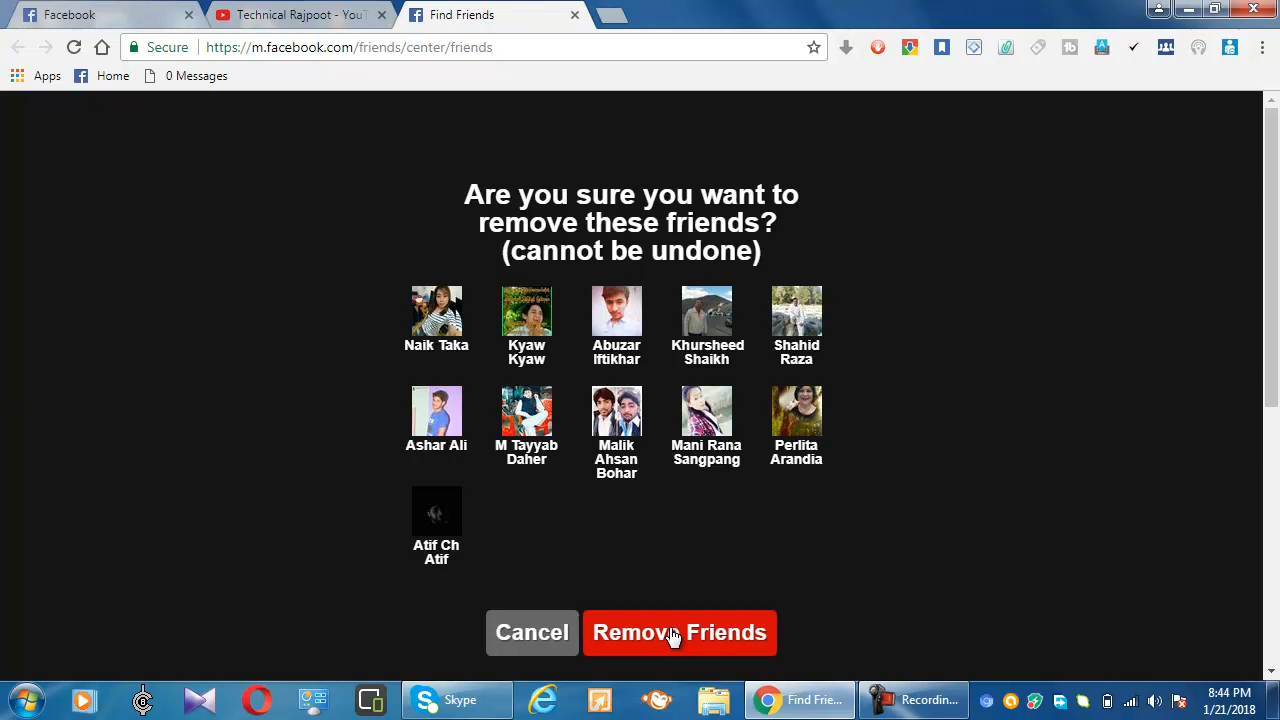 Facebook
Technical Rajpoot - YouT
Find Friends
Secure
https://m.facebook.com/friends/center/friends
Apps
Home
0 Messages
Are you sure you want to
remove these friends?
(cannot be undone)
Naik Taka
Kyaw
Kyaw
Abuzar
Iftikhar
Khursheed
Shaikh
Shahid
Raza
Ashar Ali
M Tayyab
Daher
Malik
Ahsan
Bohar
Mani Rana
Sangpang
Perlita
Arandia
Atif Ch
Atif
Cancel
Remove Friends
Skype
Find Frie...
Recordin...
8:44 PM
1/21/2018